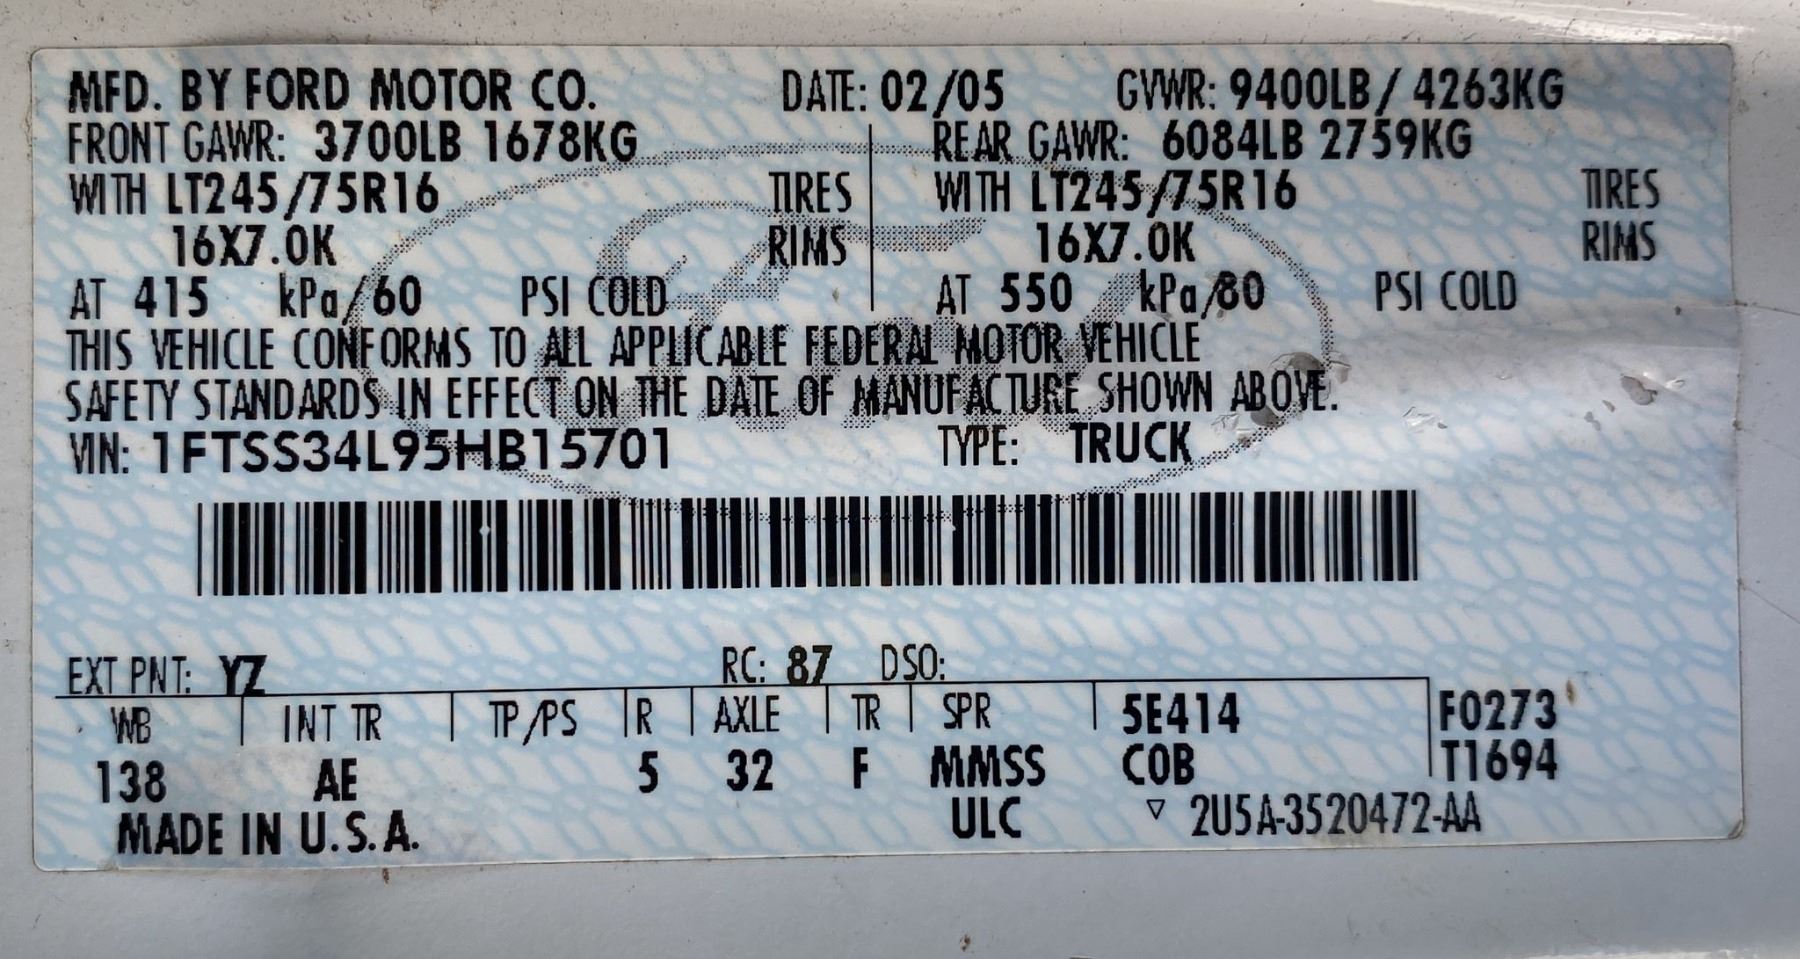 MFD. BY FORD MOTOR CO. DATE: 02/05 GVWR: 9400LB / 4263KG
FRONT GAWR: 3700LB 1678KG REAR GAWR: 6084LB 2759KG
WITH LT245/75R16 TIRES WITH LT245/75R16 TIRES
16X7.0K RIMS 16X7.0K RIMS
AT 415 kPa/60 PSI COLD AT 550 kPa/80 PSI COLD
THIS VEHICLE CONFORMS TO ALL APPLICABLE FEDERAL MOTOR VEHICLE
SAFETY STANDARDS IN EFFECT ON THE DATE OF MANUFACTURE SHOWN ABOVE.
VIN: 1FTSS34L95HB15701 TYPE: TRUCK
EXT PNT: YZ RC: 87 DSO:
WB INT TR TP/PS R AXLE TR SPR 5E414 F0273
138 AE 5 32 F MMSS COB T1694
MADE IN U.S.A. ULC ▽ 2U5A-3520472-AA
Ford